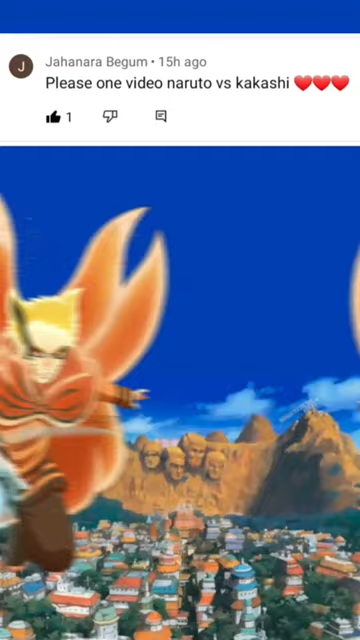 J
Jahanara Begum • 15h ago
Please one video naruto vs kakashi ❤️❤️❤️
1